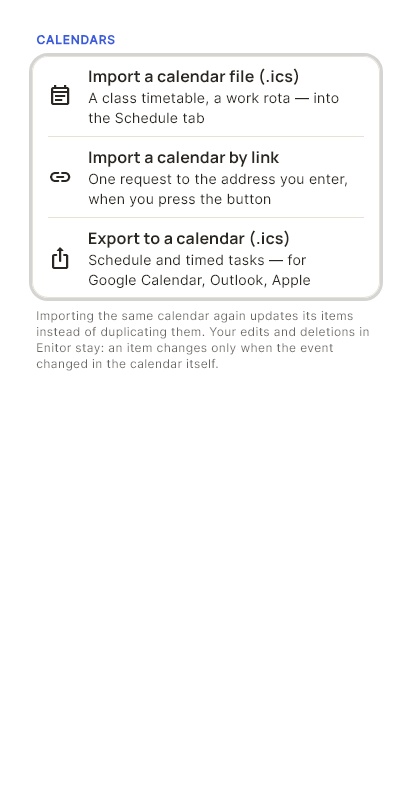 CALENDARS
Import a calendar file (.ics)
A class timetable, a work rota — into
the Schedule tab
Import a calendar by link
One request to the address you enter,
when you press the button
Export to a calendar (.ics)
Schedule and timed tasks — for
Google Calendar, Outlook, Apple
Importing the same calendar again updates its items
instead of duplicating them. Your edits and deletions in
Enitor stay: an item changes only when the event
changed in the calendar itself.